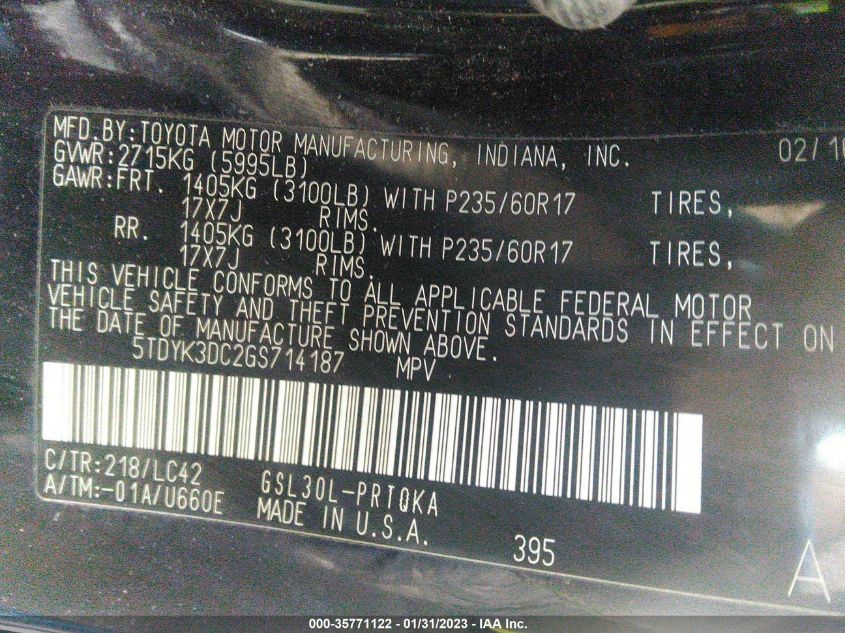 MFD.BY:TOYOTA MOTOR MANUFACTURING, INDIANA, INC. 02/16
GVWR:2715KG (5995LB)
GAWR:FRT. 1405KG (3100LB) WITH P235/60R17 TIRES,
17X7J RIMS.
RR. 1405KG (3100LB) WITH P235/60R17 TIRES,
17X7J RIMS.
THIS VEHICLE CONFORMS TO ALL APPLICABLE FEDERAL MOTOR
VEHICLE SAFETY AND THEFT PREVENTION STANDARDS IN EFFECT ON
THE DATE OF MANUFACTURE SHOWN ABOVE.
5TDYK3DC2GS714187 MPV
C/TR:218/LC42 GSL30L-PRTQKA
A/TM:-01A/U660E MADE IN U.S.A.
395
A
000-35771122 - 01/31/2023 - IAA Inc.